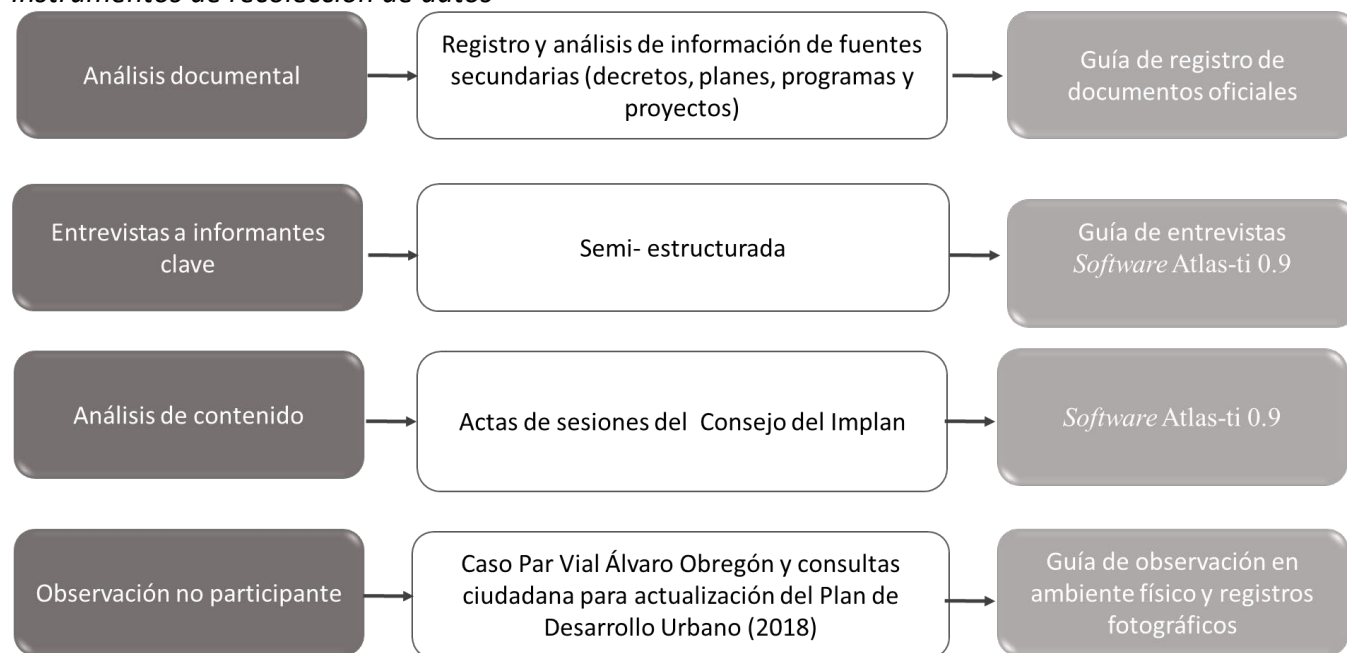 Instrumentos de recolección de datos
Análisis documental
Registro y análisis de información de fuentes
secundarias (decretos, planes, programas y
proyectos)
Guía de registro de
documentos oficiales
Entrevistas a informantes
clave
Semi- estructurada
Guía de entrevistas
Software Atlas-ti 0.9
Análisis de contenido
Actas de sesiones del Consejo del Implan
Software Atlas-ti 0.9
Observación no participante
Caso Par Vial Álvaro Obregón y consultas
ciudadana para actualización del Plan de
Desarrollo Urbano (2018)
Guía de observación en
ambiente físico y registros
fotográficos